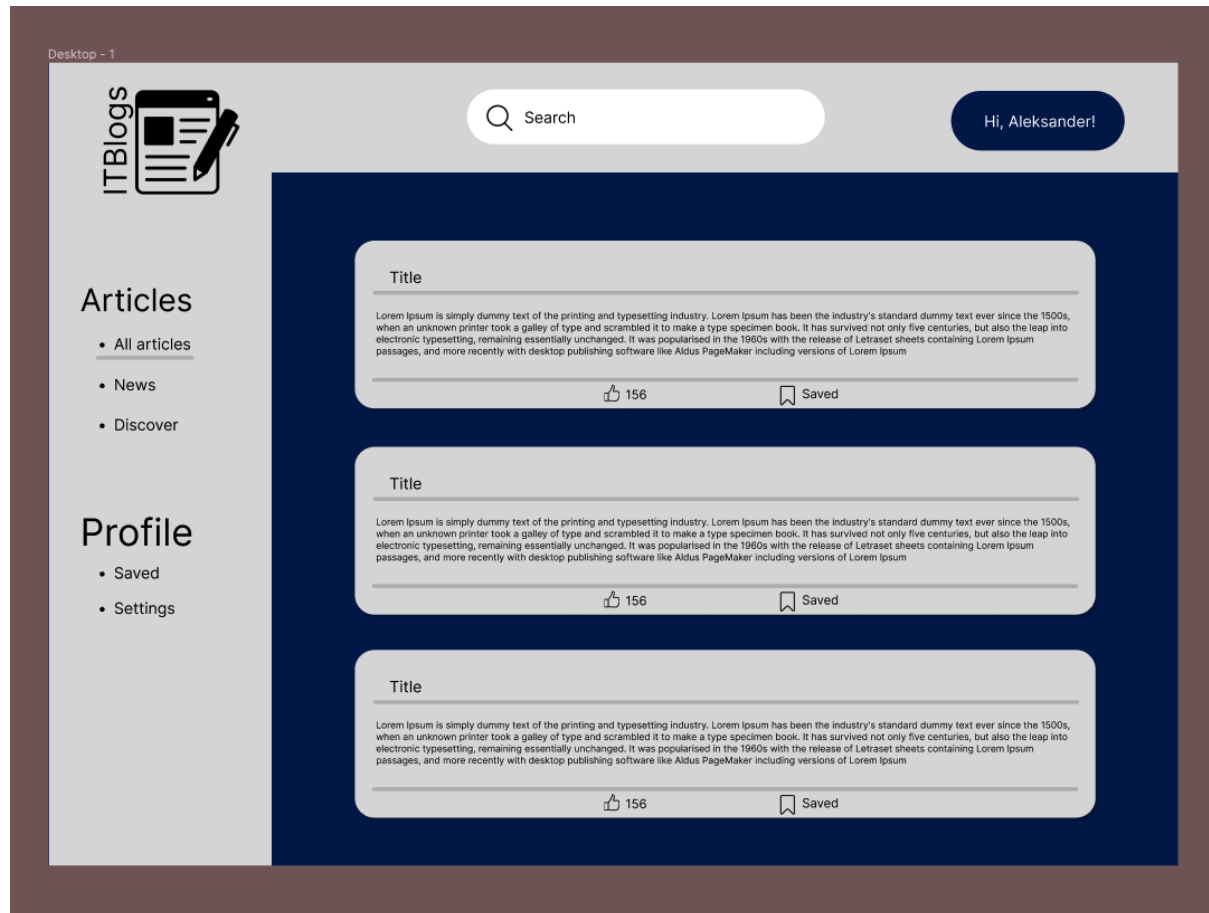 Desktop - 1
ITBlogs
Search
Hi, Aleksander!
Articles
• All articles
• News
• Discover
Profile
• Saved
• Settings
Title
Lorem Ipsum is simply dummy text of the printing and typesetting industry. Lorem Ipsum has been the industry's standard dummy text ever since the 1500s,
when an unknown printer took a galley of type and scrambled it to make a type specimen book. It has survived not only five centuries, but also the leap into
electronic typesetting, remaining essentially unchanged. It was popularised in the 1960s with the release of Letraset sheets containing Lorem Ipsum
passages, and more recently with desktop publishing software like Aldus PageMaker including versions of Lorem Ipsum
156 Saved
Title
Lorem Ipsum is simply dummy text of the printing and typesetting industry. Lorem Ipsum has been the industry's standard dummy text ever since the 1500s,
when an unknown printer took a galley of type and scrambled it to make a type specimen book. It has survived not only five centuries, but also the leap into
electronic typesetting, remaining essentially unchanged. It was popularised in the 1960s with the release of Letraset sheets containing Lorem Ipsum
passages, and more recently with desktop publishing software like Aldus PageMaker including versions of Lorem Ipsum
156 Saved
Title
Lorem Ipsum is simply dummy text of the printing and typesetting industry. Lorem Ipsum has been the industry's standard dummy text ever since the 1500s,
when an unknown printer took a galley of type and scrambled it to make a type specimen book. It has survived not only five centuries, but also the leap into
electronic typesetting, remaining essentially unchanged. It was popularised in the 1960s with the release of Letraset sheets containing Lorem Ipsum
passages, and more recently with desktop publishing software like Aldus PageMaker including versions of Lorem Ipsum
156 Saved